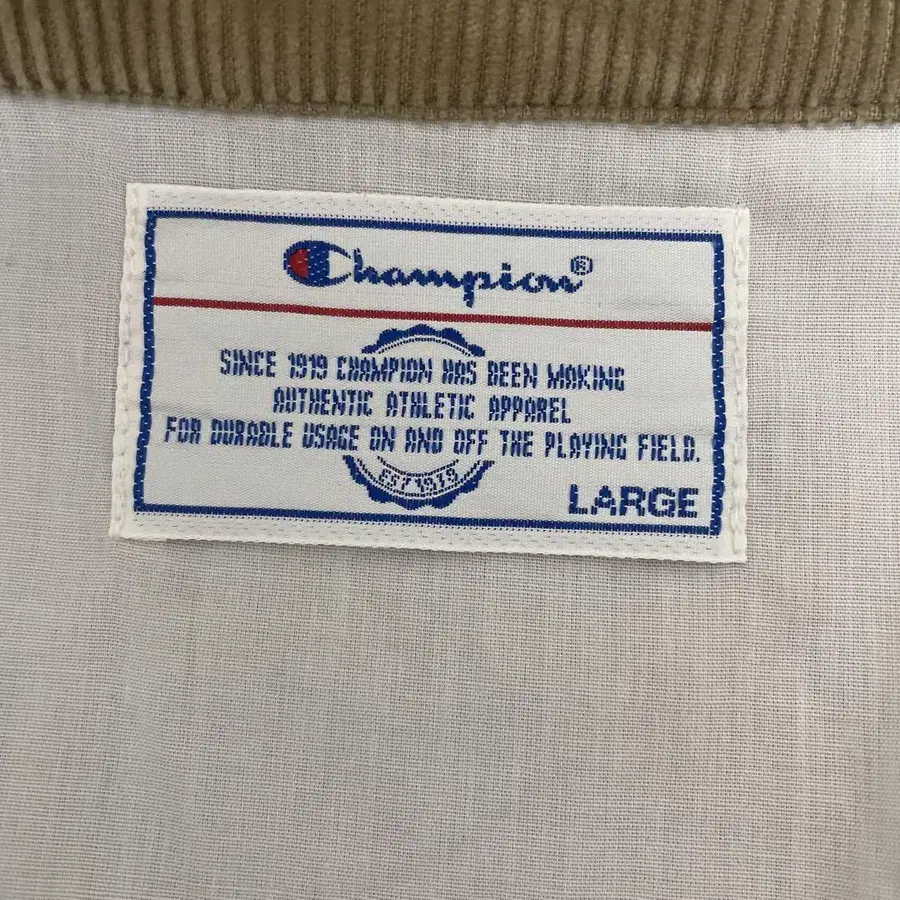 Champion®
SINCE 1919 CHAMPION HAS BEEN MAKING
AUTHENTIC ATHLETIC APPAREL
FOR DURABLE USAGE ON AND OFF THE PLAYING FIELD.
EST 1919
LARGE